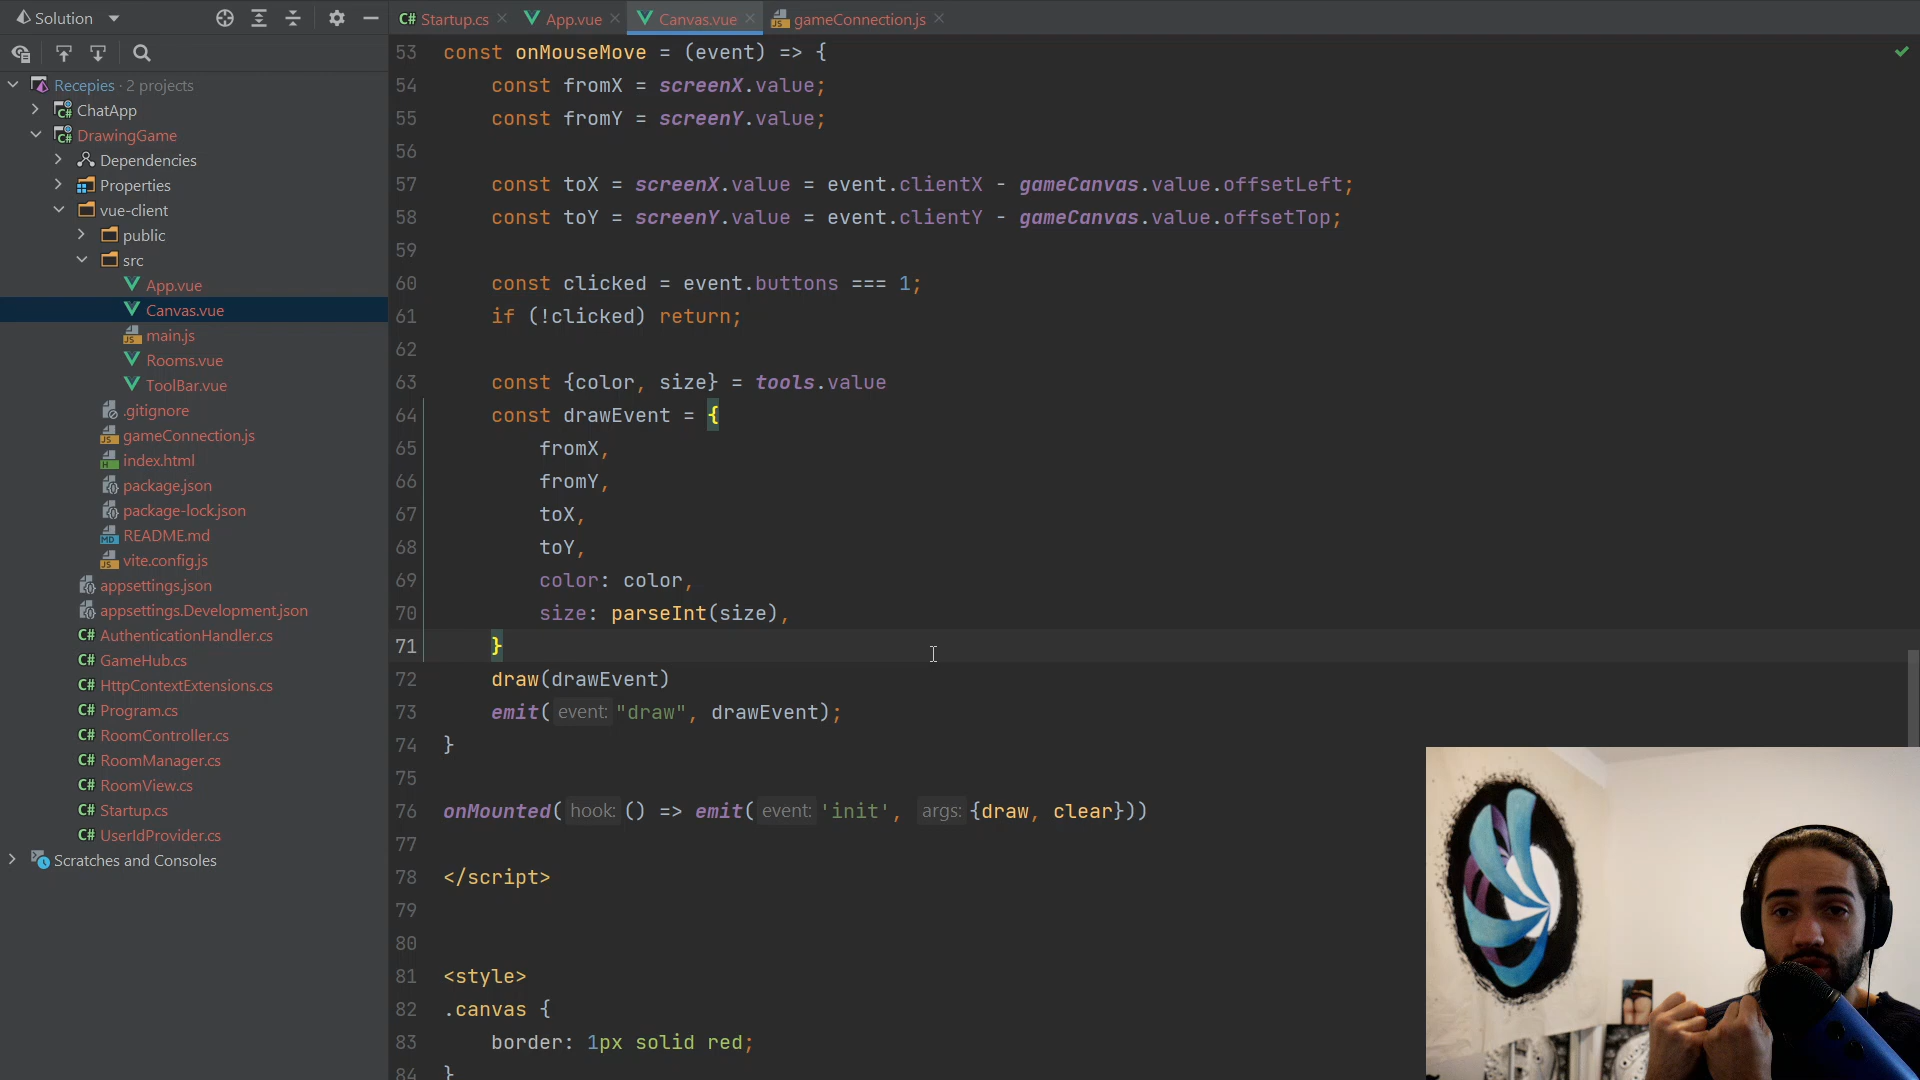 Solution
Startup.cs
App.vue
Canvas.vue
gameConnection.js
Recepies · 2 projects
ChatApp
DrawingGame
Dependencies
Properties
vue-client
public
src
App.vue
Canvas.vue
main.js
Rooms.vue
ToolBar.vue
.gitignore
gameConnection.js
index.html
package.json
package-lock.json
README.md
vite.config.js
appsettings.json
appsettings.Development.json
C# AuthenticationHandler.cs
C# GameHub.cs
C# HttpContextExtensions.cs
C# Program.cs
C# RoomController.cs
C# RoomManager.cs
C# RoomView.cs
C# Startup.cs
C# UserIdProvider.cs
Scratches and Consoles
53 const onMouseMove = (event) => {
54 const fromX = screenX.value;
55 const fromY = screenY.value;
56
57 const toX = screenX.value = event.clientX - gameCanvas.value.offsetLeft;
58 const toY = screenY.value = event.clientY - gameCanvas.value.offsetTop;
59
60 const clicked = event.buttons === 1;
61 if (!clicked) return;
62
63 const {color, size} = tools.value
64 const drawEvent = {
65 fromX,
66 fromY,
67 toX,
68 toY,
69 color: color,
70 size: parseInt(size),
71 }
72 draw(drawEvent)
73 emit( event: "draw", drawEvent);
74 }
75
76 onMounted( hook: () => emit( event: 'init', args: {draw, clear}))
77
78 </script>
79
80
81 <style>
82 .canvas {
83 border: 1px solid red;
84 }